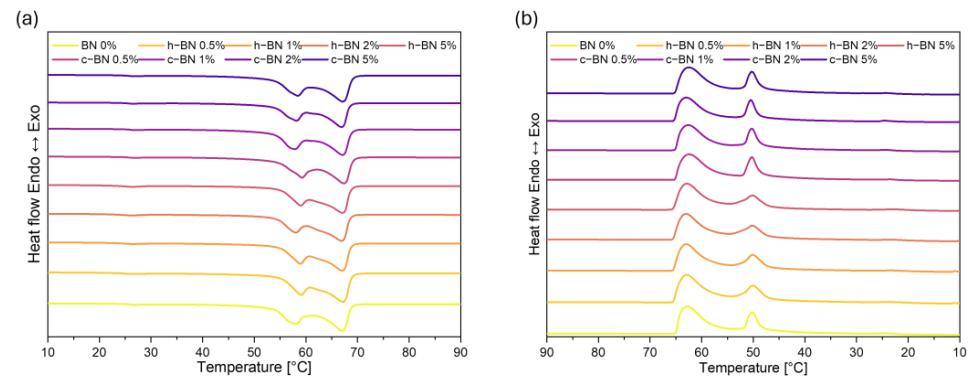 (a)
BN 0% h−BN 0.5% h−BN 1% h−BN 2% h−BN 5%
c−BN 0.5% c−BN 1% c−BN 2% c−BN 5%
Heat flow Endo ↔ Exo
10 20 30 40 50 60 70 80 90
Temperature [°C]
(b)
BN 0% h−BN 0.5% h−BN 1% h−BN 2% h−BN 5%
c−BN 0.5% c−BN 1% c−BN 2% c−BN 5%
Heat flow Endo ↔ Exo
90 80 70 60 50 40 30 20 10
Temperature [°C]